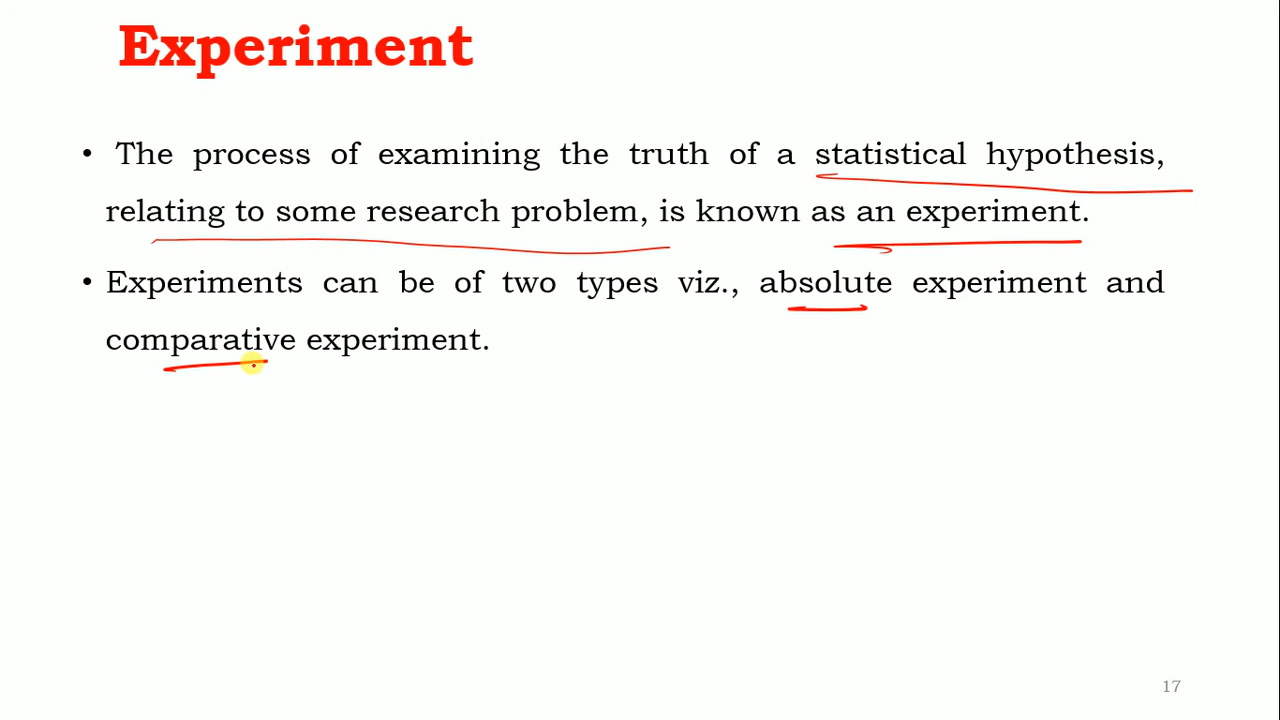 Experiment
• The process of examining the truth of a statistical hypothesis,
relating to some research problem, is known as an experiment.
• Experiments can be of two types viz., absolute experiment and
comparative experiment.
17